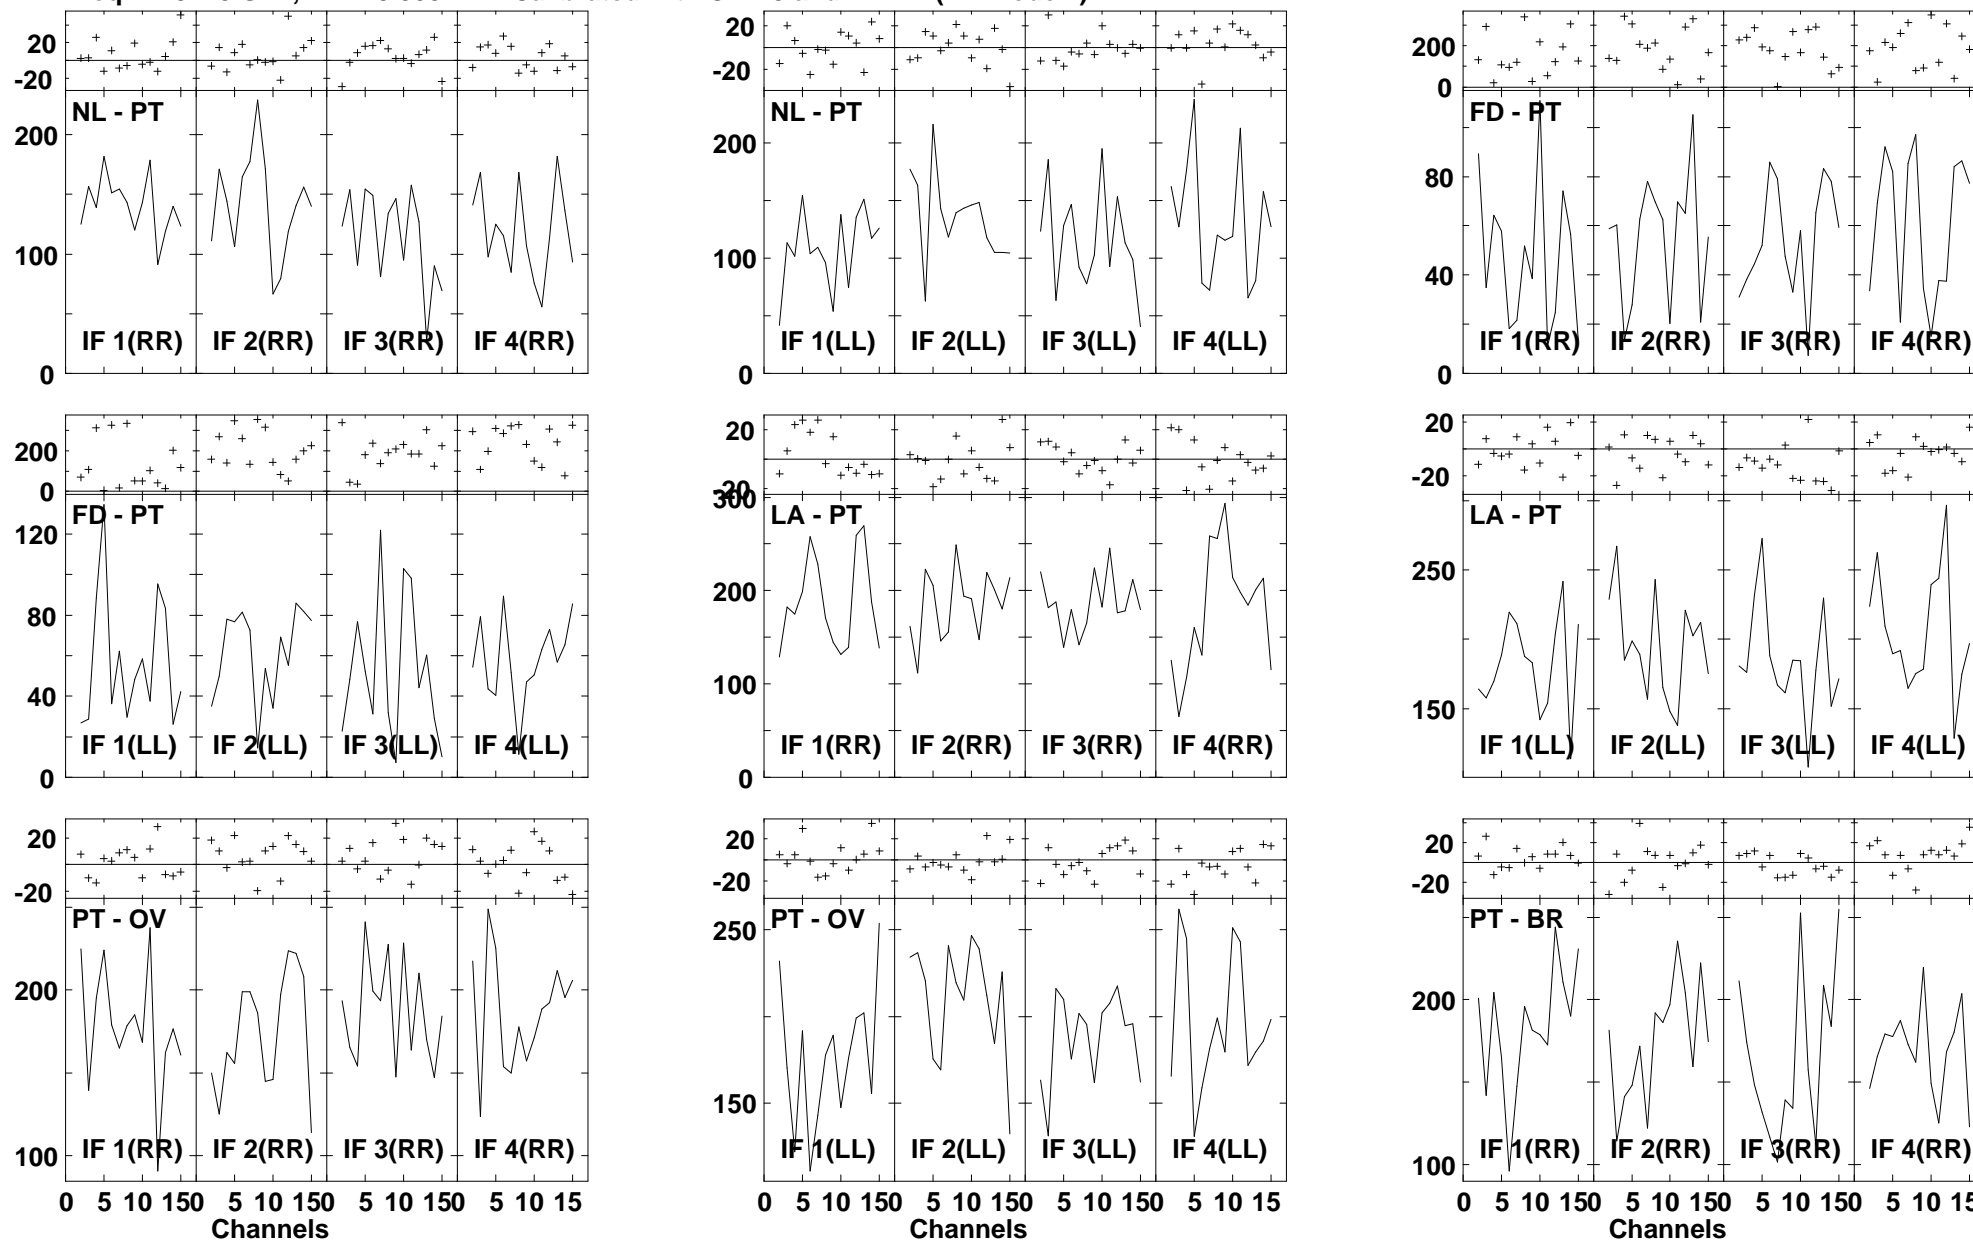 20
-20
NL - PT
200
100
0
IF 1(RR) IF 2(RR) IF 3(RR) IF 4(RR)
20
-20
NL - PT
200
100
0
IF 1(LL) IF 2(LL) IF 3(LL) IF 4(LL)
200
0
FD - PT
80
40
0
IF 1(RR) IF 2(RR) IF 3(RR) IF 4(RR)
200
0
FD - PT
120
80
40
0
IF 1(LL) IF 2(LL) IF 3(LL) IF 4(LL)
20
-20
300
LA - PT
200
100
0
IF 1(RR) IF 2(RR) IF 3(RR) IF 4(RR)
20
-20
LA - PT
250
150
IF 1(LL) IF 2(LL) IF 3(LL) IF 4(LL)
20
-20
PT - OV
200
100
IF 1(RR) IF 2(RR) IF 3(RR) IF 4(RR)
0 5 10 150 5 10 150 5 10 150 5 10 15
Channels
20
-20
PT - OV
250
150
IF 1(LL) IF 2(LL) IF 3(LL) IF 4(LL)
0 5 10 150 5 10 150 5 10 150 5 10 15
Channels
20
-20
PT - BR
200
100
IF 1(RR) IF 2(RR) IF 3(RR) IF 4(RR)
0 5 10 150 5 10 150 5 10 150 5 10 15
Channels